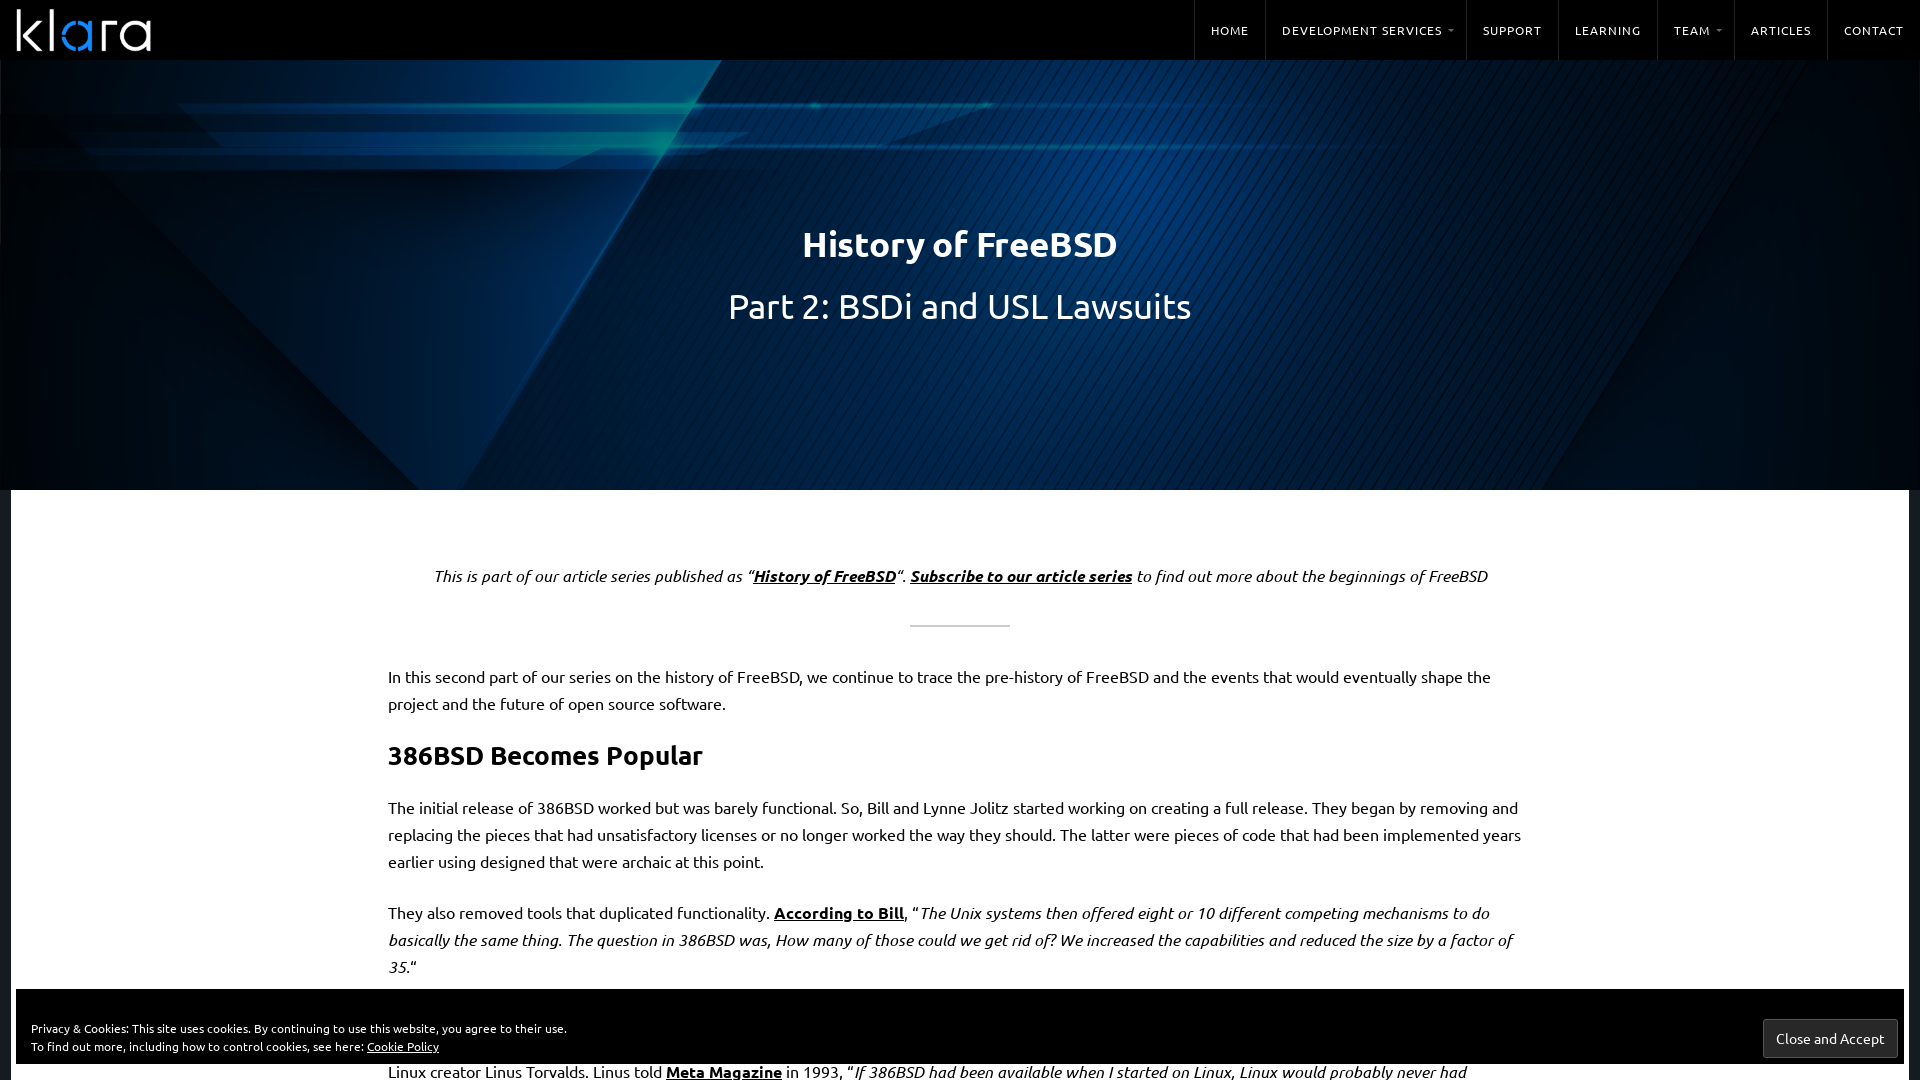 klara
HOME
DEVELOPMENT SERVICES
SUPPORT
LEARNING
TEAM
ARTICLES
CONTACT
History of FreeBSD
Part 2: BSDi and USL Lawsuits
This is part of our article series published as “History of FreeBSD“. Subscribe to our article series to find out more about the beginnings of FreeBSD
In this second part of our series on the history of FreeBSD, we continue to trace the pre-history of FreeBSD and the events that would eventually shape the
project and the future of open source software.
386BSD Becomes Popular
The initial release of 386BSD worked but was barely functional. So, Bill and Lynne Jolitz started working on creating a full release. They began by removing and
replacing the pieces that had unsatisfactory licenses or no longer worked the way they should. The latter were pieces of code that had been implemented years
earlier using designed that were archaic at this point.
They also removed tools that duplicated functionality. According to Bill, “The Unix systems then offered eight or 10 different competing mechanisms to do
basically the same thing. The question in 386BSD was, How many of those could we get rid of? We increased the capabilities and reduced the size by a factor of
35.“
Privacy & Cookies: This site uses cookies. By continuing to use this website, you agree to their use.
To find out more, including how to control cookies, see here: Cookie Policy
Close and Accept
Linux creator Linus Torvalds. Linus told Meta Magazine in 1993, “If 386BSD had been available when I started on Linux, Linux would probably never had